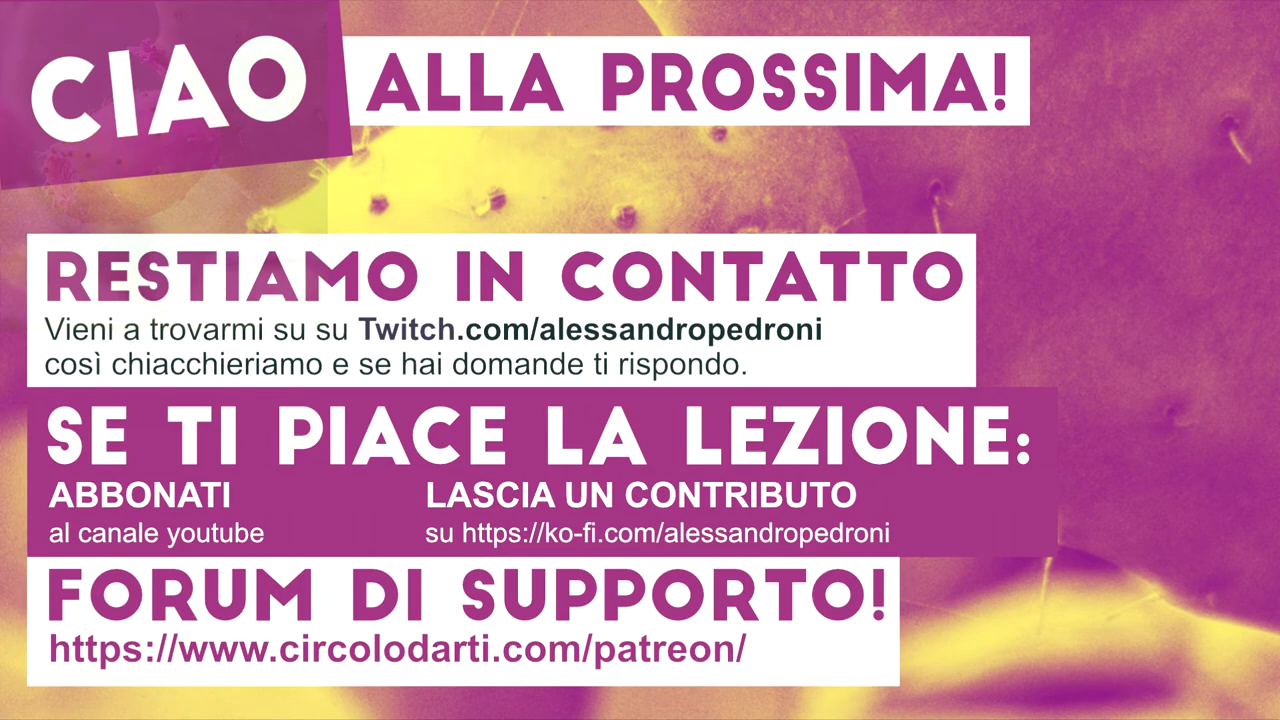 CIAO ALLA PROSSIMA!
RESTIAMO IN CONTATTO
Vieni a trovarmi su su Twitch.com/alessandropedroni
così chiacchieriamo e se hai domande ti rispondo.
SE TI PIACE LA LEZIONE:
ABBONATI LASCIA UN CONTRIBUTO
al canale youtube su https://ko-fi.com/alessandropedroni
FORUM DI SUPPORTO!
https://www.circolodarti.com/patreon/